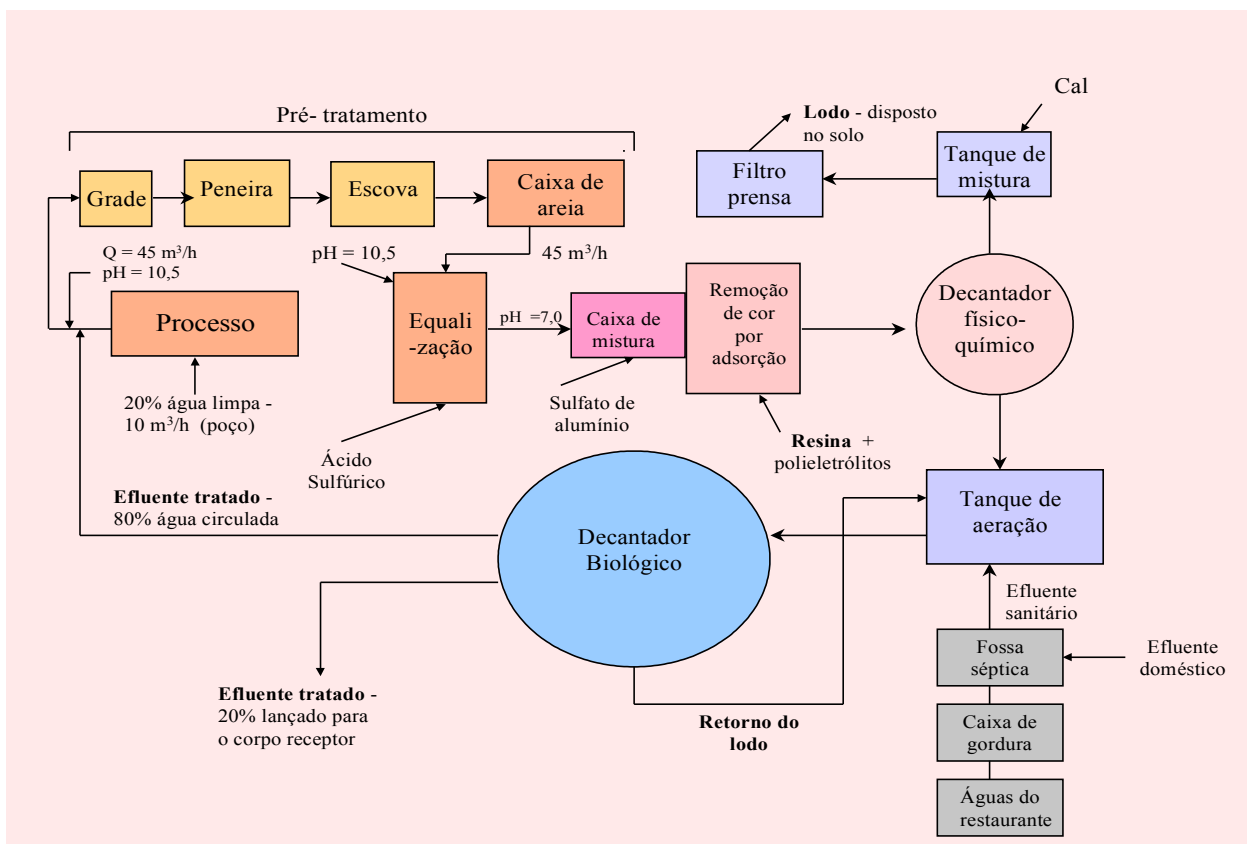 Pré- tratamento
Grade
Peneira
Escova
Caixa de
areia
Q = 45 m³/h
pH = 10,5
Processo
20% água limpa -
10 m³/h (poço)
pH = 10,5
45 m³/h
Equali
-zação
Ácido
Sulfúrico
pH =7,0
Caixa de
mistura
Sulfato de
alumínio
Remoção
de cor
por
adsorção
Resina +
polieletrólitos
Decantador
físico-
químico
Cal
Tanque de
mistura
Filtro
prensa
Lodo - disposto
no solo
Tanque de
aeração
Efluente
sanitário
Fossa
séptica
Efluente
doméstico
Caixa de
gordura
Águas do
restaurante
Decantador
Biológico
Retorno do
lodo
Efluente tratado -
80% água circulada
Efluente tratado -
20% lançado para
o corpo receptor